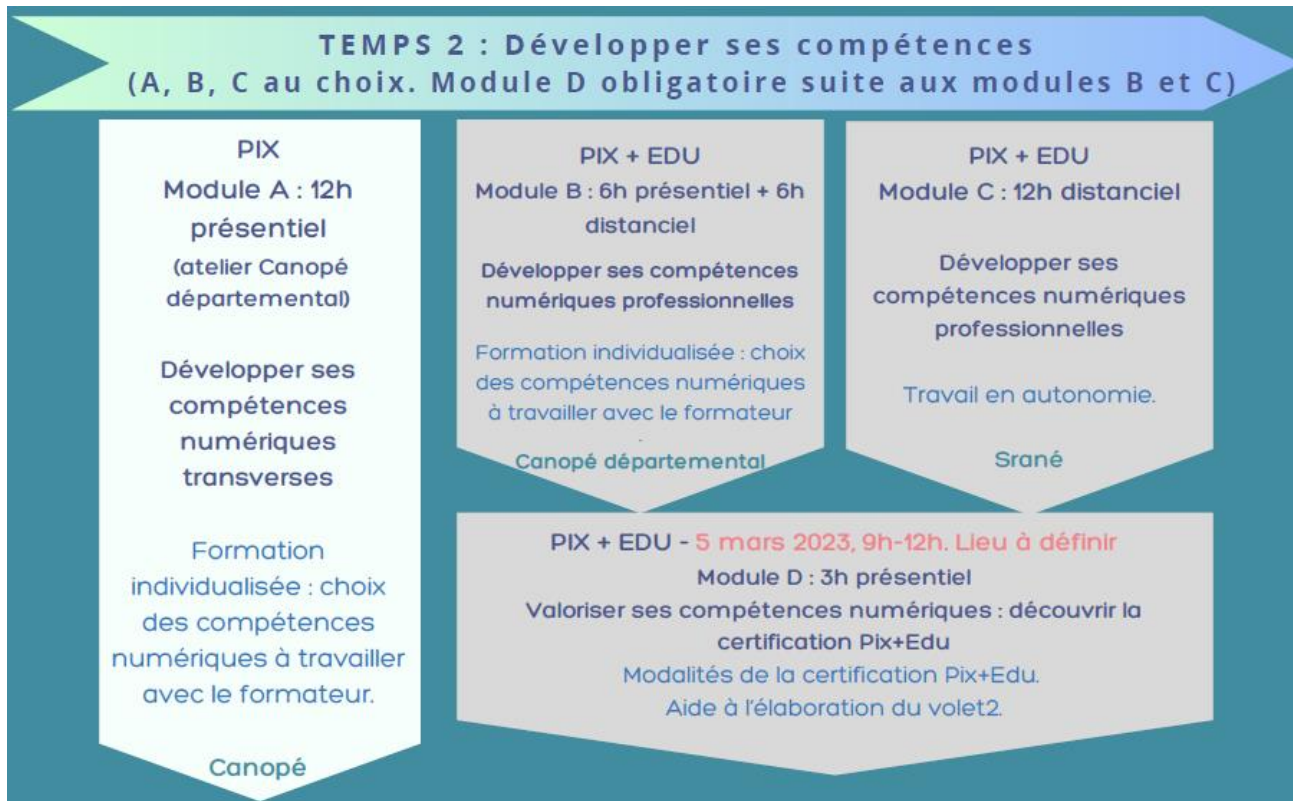 TEMPS 2 : Développer ses compétences
(A, B, C au choix. Module D obligatoire suite aux modules B et C)
PIX
Module A : 12h
présentiel
(atelier Canopé
départemental)
Développer ses
compétences
numériques
transverses
Formation
individualisée : choix
des compétences
numériques à travailler
avec le formateur.
Canopé
PIX + EDU
Module B : 6h présentiel + 6h
distanciel
Développer ses compétences
numériques professionnelles
Formation individualisée : choix
des compétences numériques
à travailler avec le formateur
.
Canopé départemental
PIX + EDU
Module C : 12h distanciel
Développer ses
compétences numériques
professionnelles
Travail en autonomie.
Srané
PIX + EDU - 5 mars 2023, 9h-12h. Lieu à définir
Module D : 3h présentiel
Valoriser ses compétences numériques : découvrir la
certification Pix+Edu
Modalités de la certification Pix+Edu.
Aide à l'élaboration du volet2.